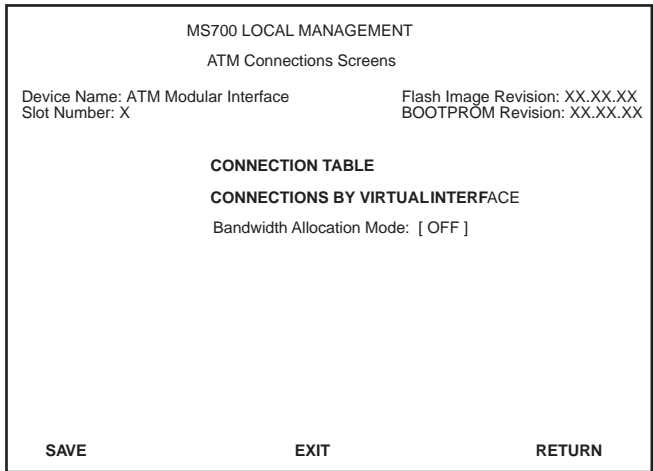 MS700 LOCAL MANAGEMENT
ATM Connections Screens
Device Name: ATM Modular Interface Flash Image Revision: XX.XX.XX
Slot Number: X BOOTPROM Revision: XX.XX.XX
CONNECTION TABLE
CONNECTIONS BY VIRTUALINTERFACE
Bandwidth Allocation Mode: [ OFF ]
SAVE EXIT RETURN